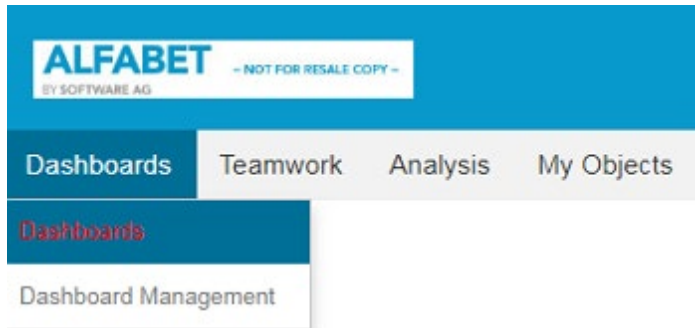 ALFABET – NOT FOR RESALE COPY –
BY SOFTWARE AG
Dashboards Teamwork Analysis My Objects
Dashboards
Dashboard Management